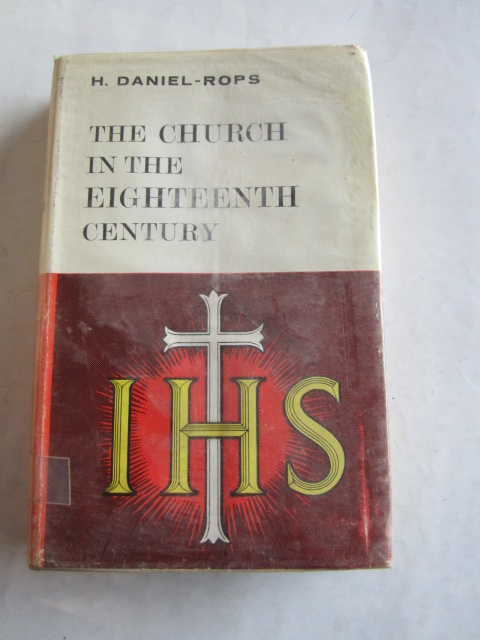 H. DANIEL-ROPS
THE CHURCH
IN THE
EIGHTEENTH
CENTURY
IHS